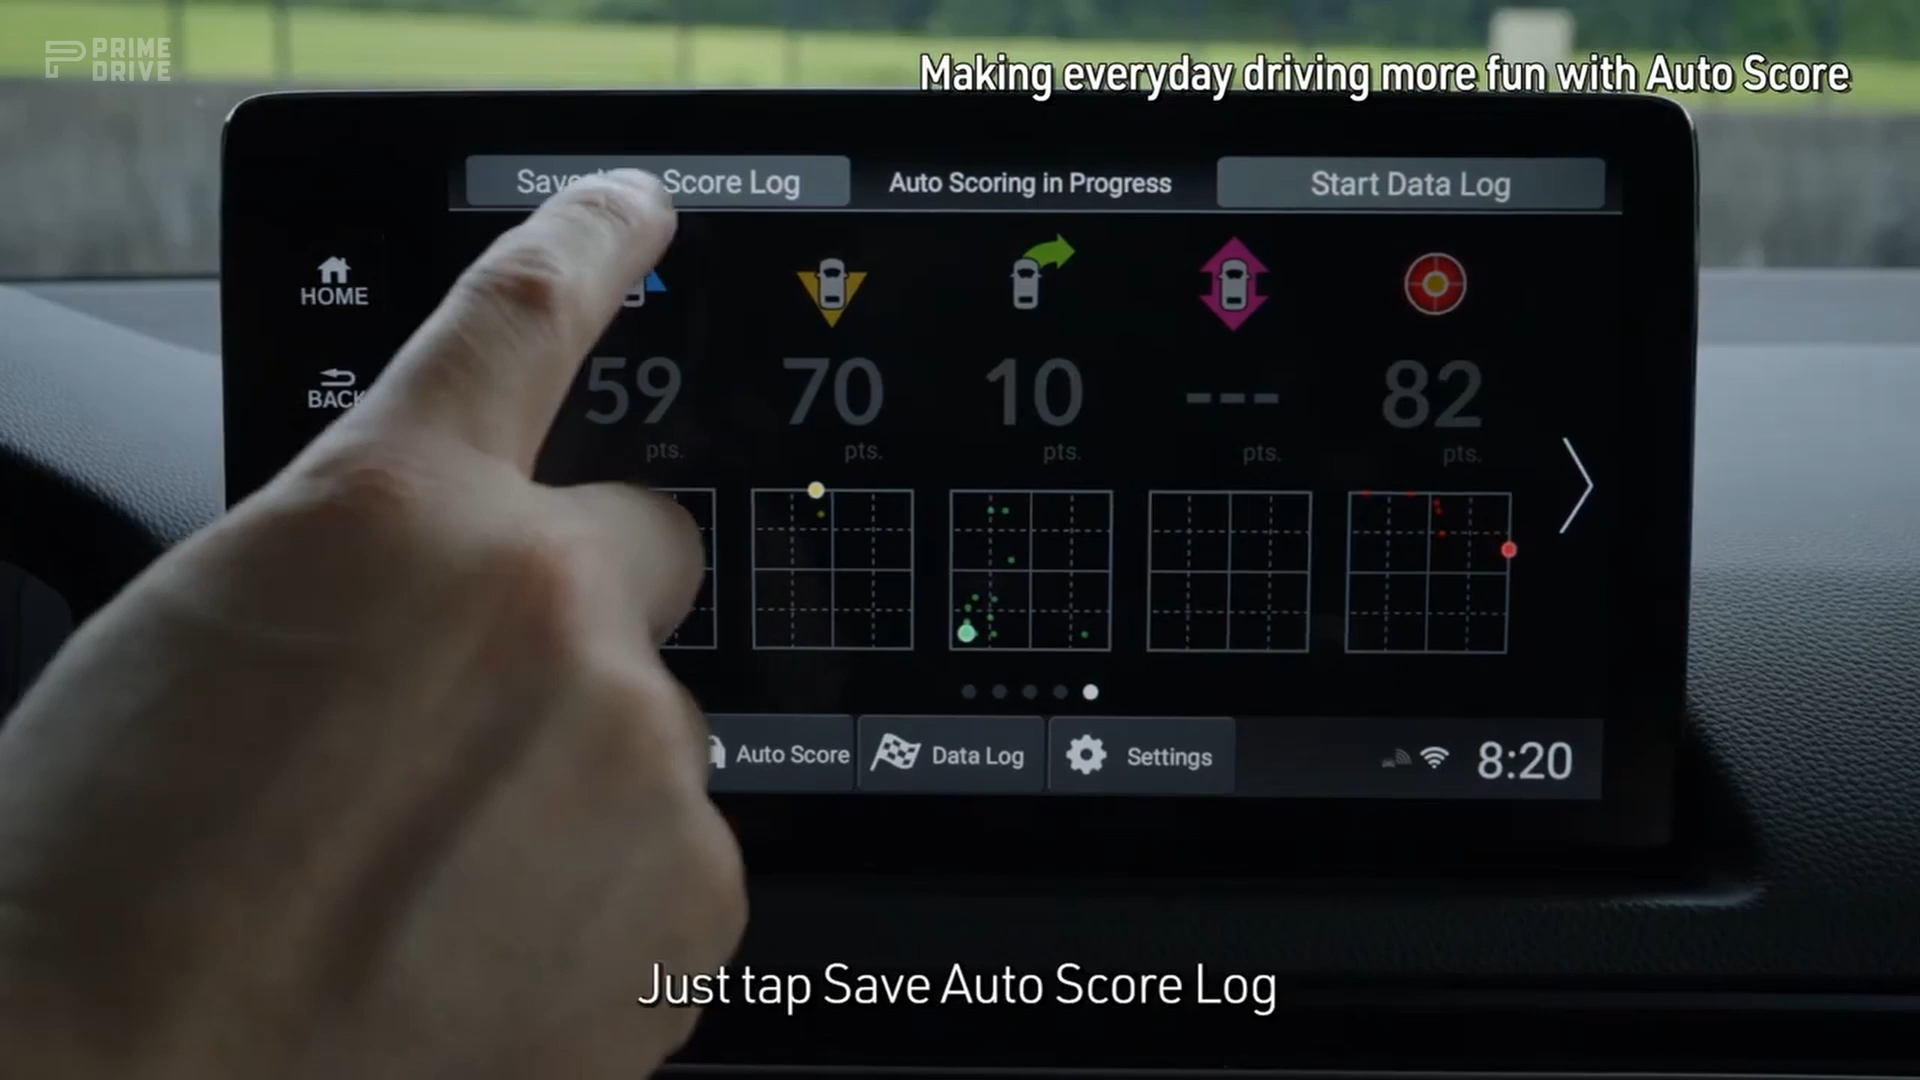 PRIME
DRIVE
Making everyday driving more fun with Auto Score
Save Score Log
Auto Scoring in Progress
Start Data Log
HOME
BACK
59
70
10
---
82
pts.
pts.
pts.
pts.
pts.
Auto Score
Data Log
Settings
8:20
Just tap Save Auto Score Log